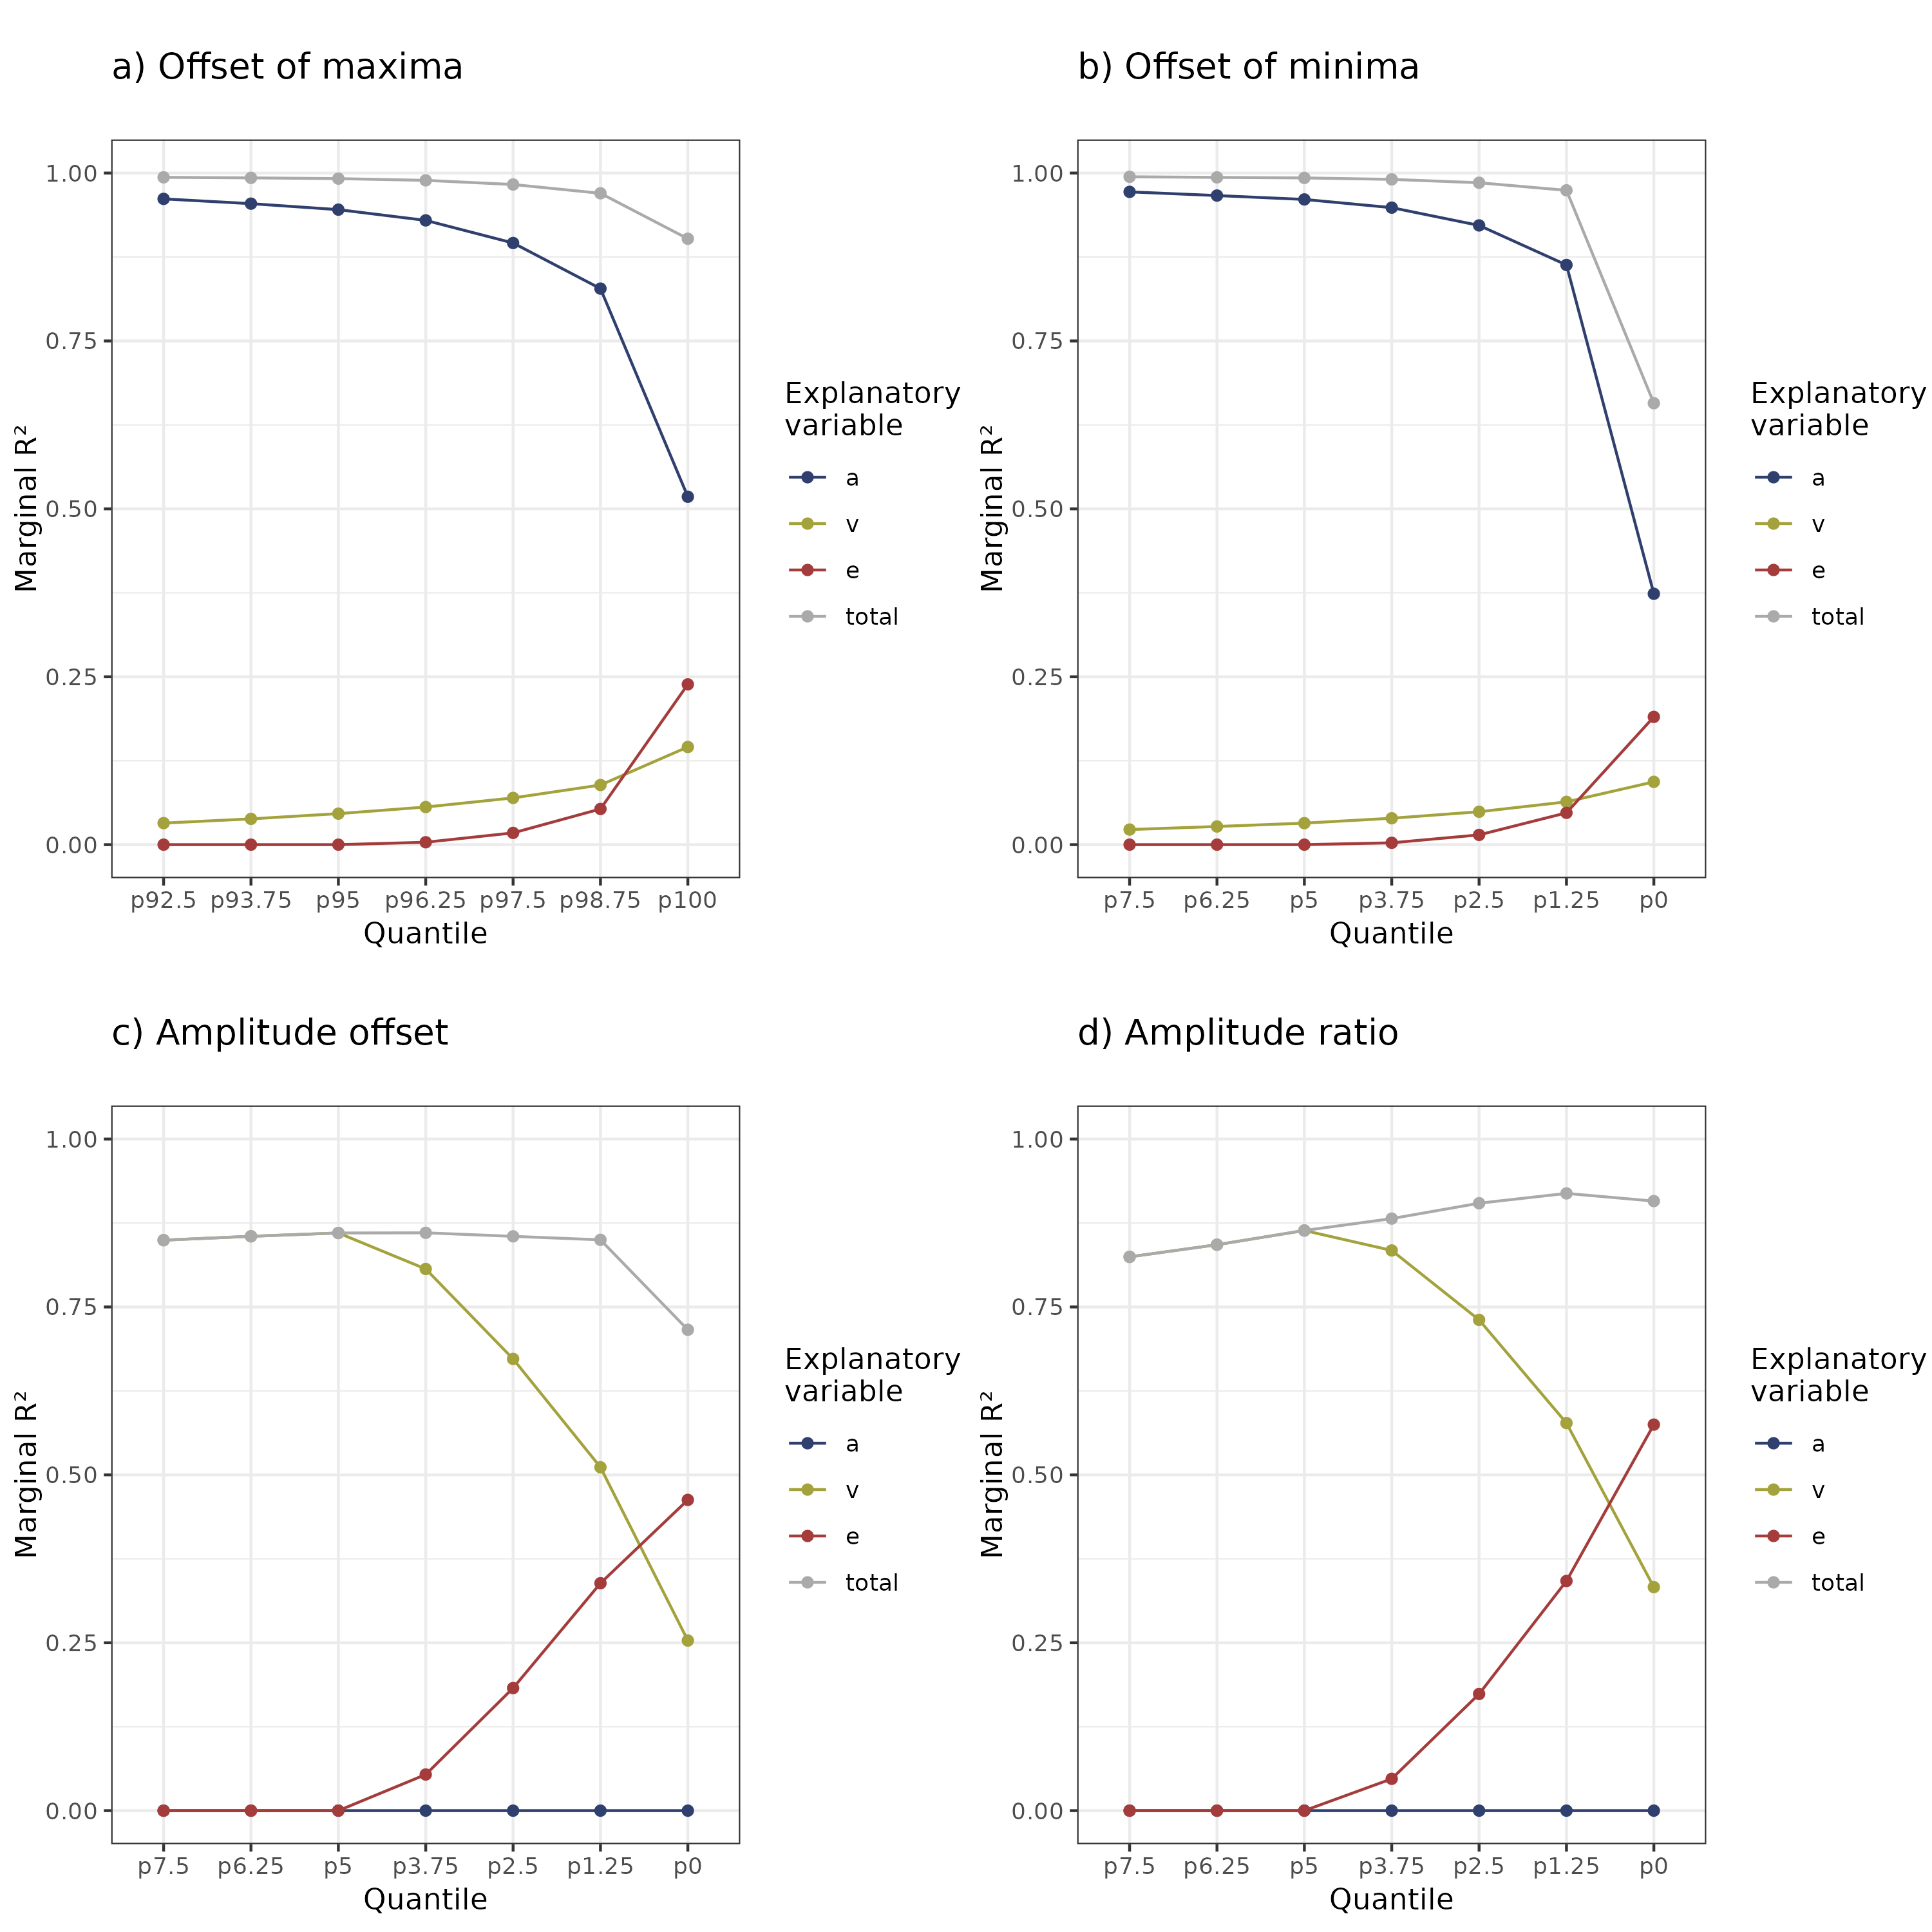 a) Offset of maxima
1.00
0.75
0.50
0.25
0.00
Marginal R²
p92.5 p93.75 p95 p96.25 p97.5 p98.75 p100
Quantile
Explanatory
variable
a
v
e
total
b) Offset of minima
1.00
0.75
0.50
0.25
0.00
Marginal R²
p7.5 p6.25 p5 p3.75 p2.5 p1.25 p0
Quantile
Explanatory
variable
a
v
e
total
c) Amplitude offset
1.00
0.75
0.50
0.25
0.00
Marginal R²
p7.5 p6.25 p5 p3.75 p2.5 p1.25 p0
Quantile
Explanatory
variable
a
v
e
total
d) Amplitude ratio
1.00
0.75
0.50
0.25
0.00
Marginal R²
p7.5 p6.25 p5 p3.75 p2.5 p1.25 p0
Quantile
Explanatory
variable
a
v
e
total